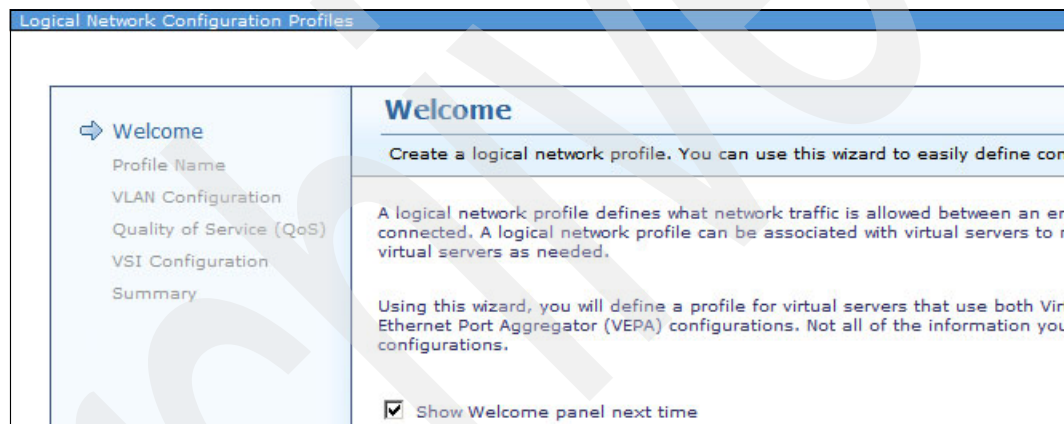 Logical Network Configuration Profiles
Welcome
Profile Name
VLAN Configuration
Quality of Service (QoS)
VSI Configuration
Summary
Welcome
Create a logical network profile. You can use this wizard to easily define
A logical network profile defines what network traffic is allowed between an
connected. A logical network profile can be associated with virtual servers to
virtual servers as needed.
Using this wizard, you will define a profile for virtual servers that use both
Ethernet Port Aggregator (VEPA) configurations. Not all of the information you
configurations.
Show Welcome panel next time